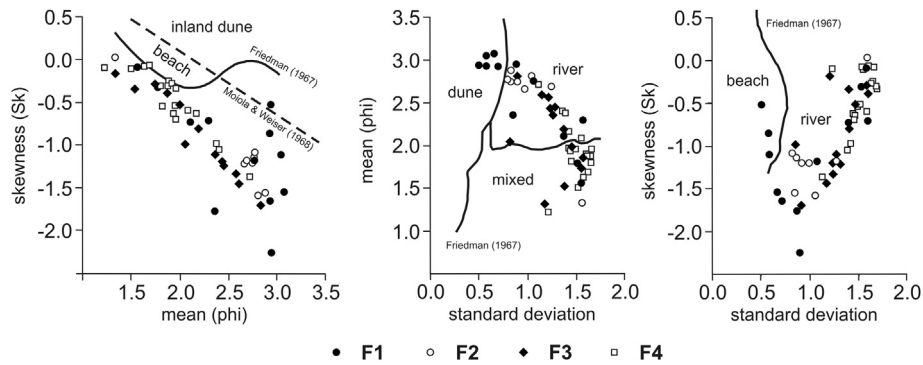 0.5
0.0
-0.5
-1.0
-1.5
-2.0
skewness (Sk)
inland dune
beach
Friedman (1967)
Moiola & Weiser (1968)
1.5 2.0 2.5 3.0 3.5
mean (phi)
3.5
3.0
2.5
2.0
1.5
1.0
mean (phi)
dune
river
mixed
Friedman (1967)
0.0 0.5 1.0 1.5 2.0
standard deviation
0.5
0.0
-0.5
-1.0
-1.5
-2.0
skewness (Sk)
Friedman (1967)
beach
river
0.0 0.5 1.0 1.5 2.0
standard deviation
F1 F2 F3 F4